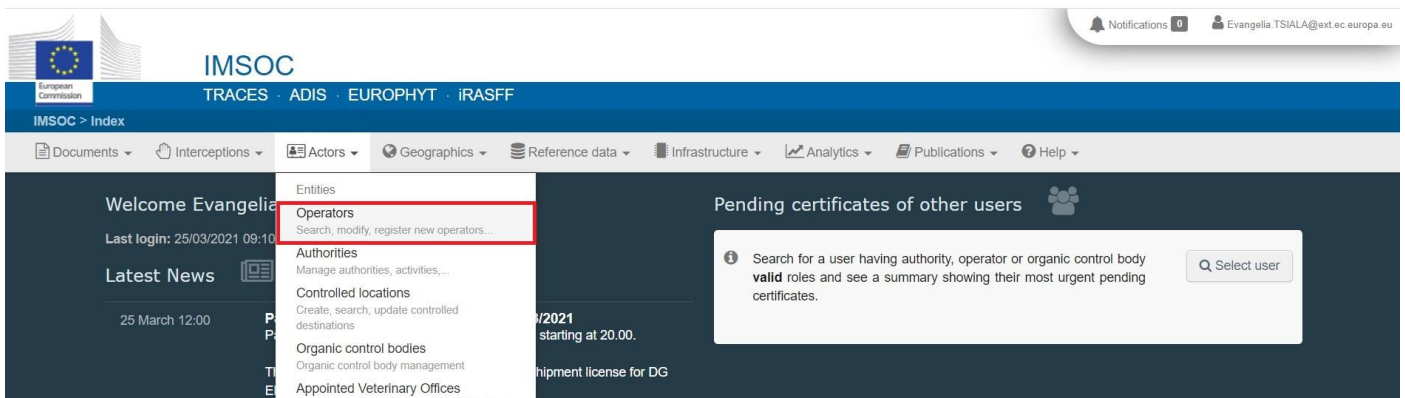 Notifications 0 Evangelia.TSIALA@ext.ec.europa.eu
European
Commission
IMSOC
TRACES · ADIS · EUROPHYT · iRASFF
IMSOC > Index
Documents Interceptions Actors Geographics Reference data Infrastructure Analytics Publications Help
Welcome Evangelia
Last login: 25/03/2021 09:10
Latest News
25 March 12:00
Entities
Operators
Search, modify, register new operators...
Authorities
Manage authorities, activities,...
Controlled locations
Create, search, update controlled
destinations
Organic control bodies
Organic control body management
Appointed Veterinary Offices
/2021
starting at 20.00.
hipment license for DG
Pending certificates of other users
Search for a user having authority, operator or organic control body
valid roles and see a summary showing their most urgent pending
certificates.
Select user